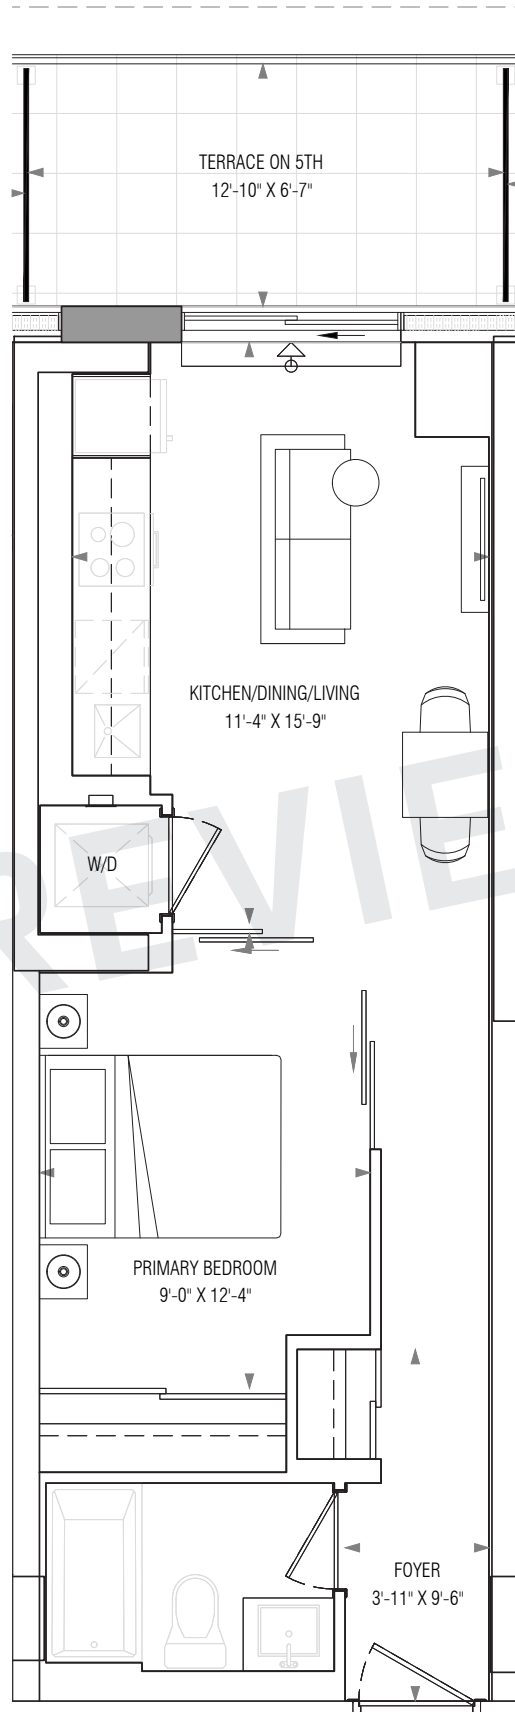 TERRACE ON 5TH
12'-10" X 6'-7"
KITCHEN/DINING/LIVING
11'-4" X 15'-9"
REVIE
W/D
PRIMARY BEDROOM
9'-0" X 12'-4"
FOYER
3'-11" X 9'-6"